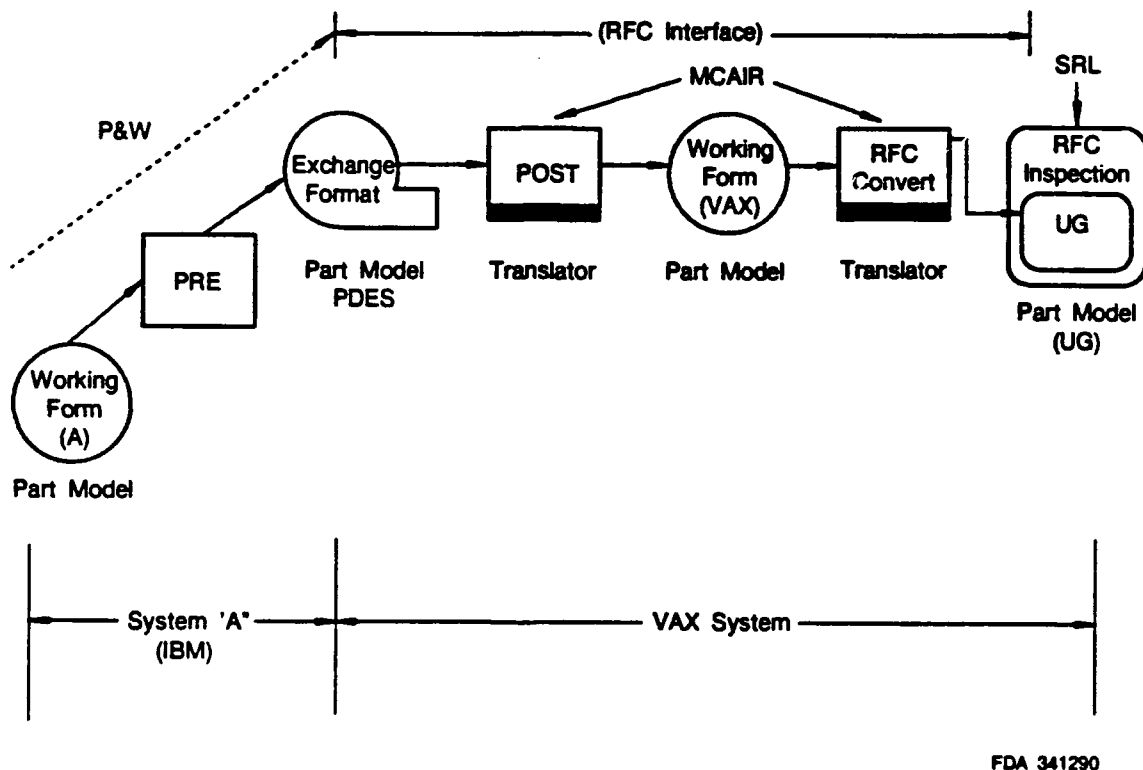 (RFC Interface)
MCAIR
SRL
P&W
Exchange
Format
POST
Working
Form
(VAX)
RFC
Convert
RFC
Inspection
UG
PRE
Part Model
PDES
Translator
Part Model
Translator
Part Model
(UG)
Working
Form
(A)
Part Model
System 'A"
(IBM)
VAX System
FDA 341290